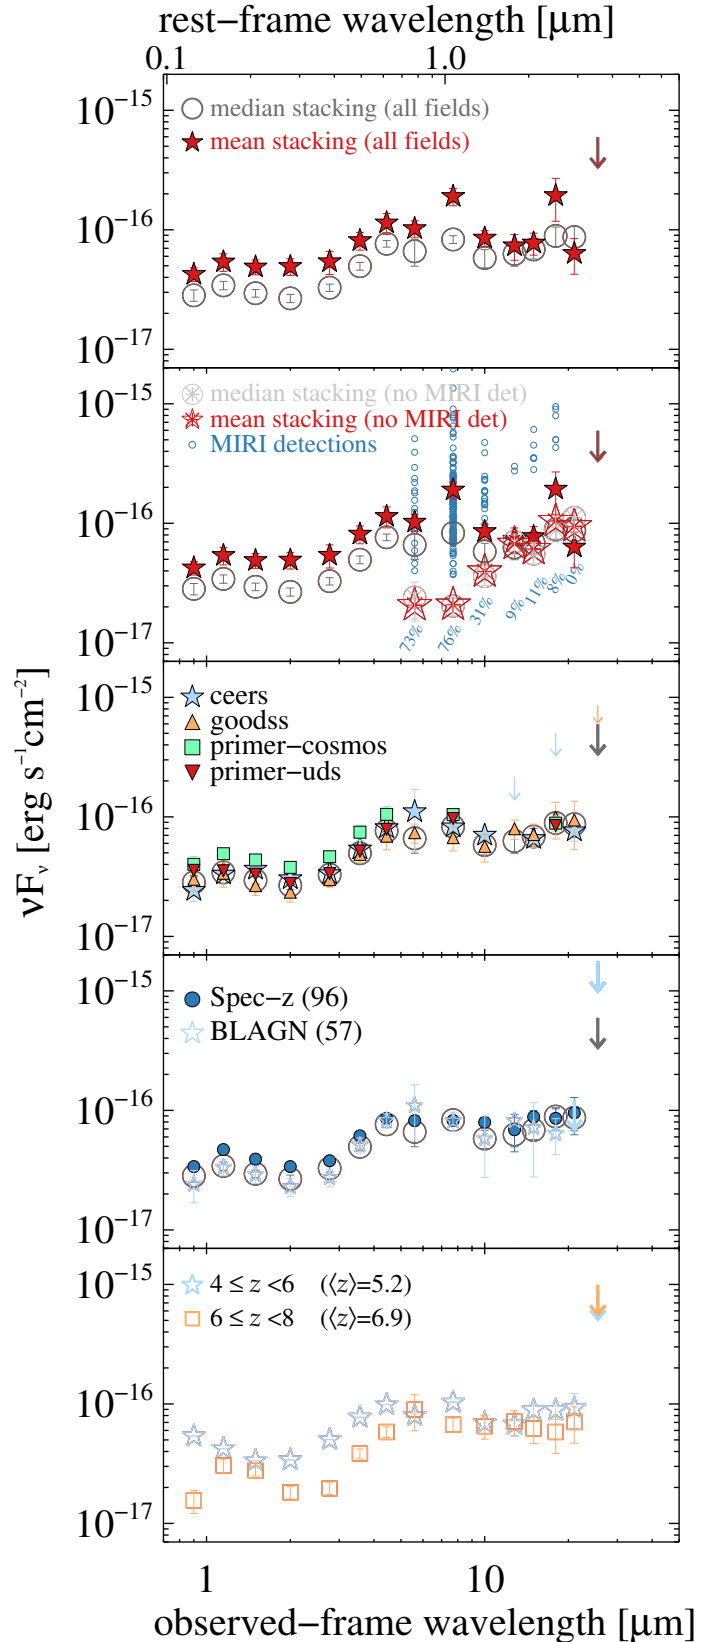 rest−frame wavelength [μm]
0.1 1.0
10⁻¹⁵
median stacking (all fields)
mean stacking (all fields)
10⁻¹⁶
10⁻¹⁷
median stacking (no MIRI det)
10⁻¹⁵
mean stacking (no MIRI det)
MIRI detections
10⁻¹⁶
73% 76% 31% 9% 11% 8% 0%
10⁻¹⁷
νFν [erg s⁻¹cm⁻²]
ceers
10⁻¹⁵
goodss
primer−cosmos
primer−uds
10⁻¹⁶
10⁻¹⁷
10⁻¹⁵
Spec−z (96)
BLAGN (57)
10⁻¹⁶
10⁻¹⁷
10⁻¹⁵
4 ≤ z <6 (⟨z⟩=5.2)
6 ≤ z <8 (⟨z⟩=6.9)
10⁻¹⁶
10⁻¹⁷
1 10
observed−frame wavelength [μm]